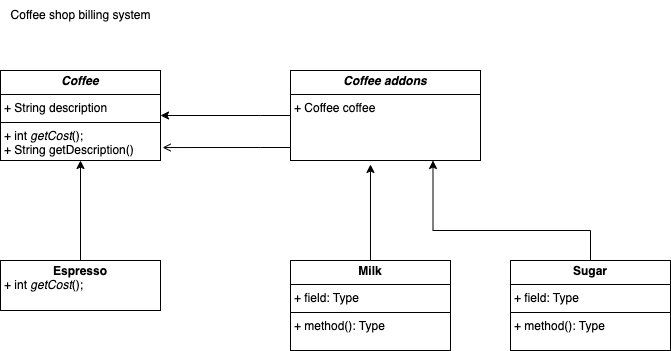 Coffee shop billing system
Coffee
+ String description
+ int getCost();
+ String getDescription()
Coffee addons
+ Coffee coffee
Espresso
+ int getCost();
Milk
+ field: Type
+ method(): Type
Sugar
+ field: Type
+ method(): Type